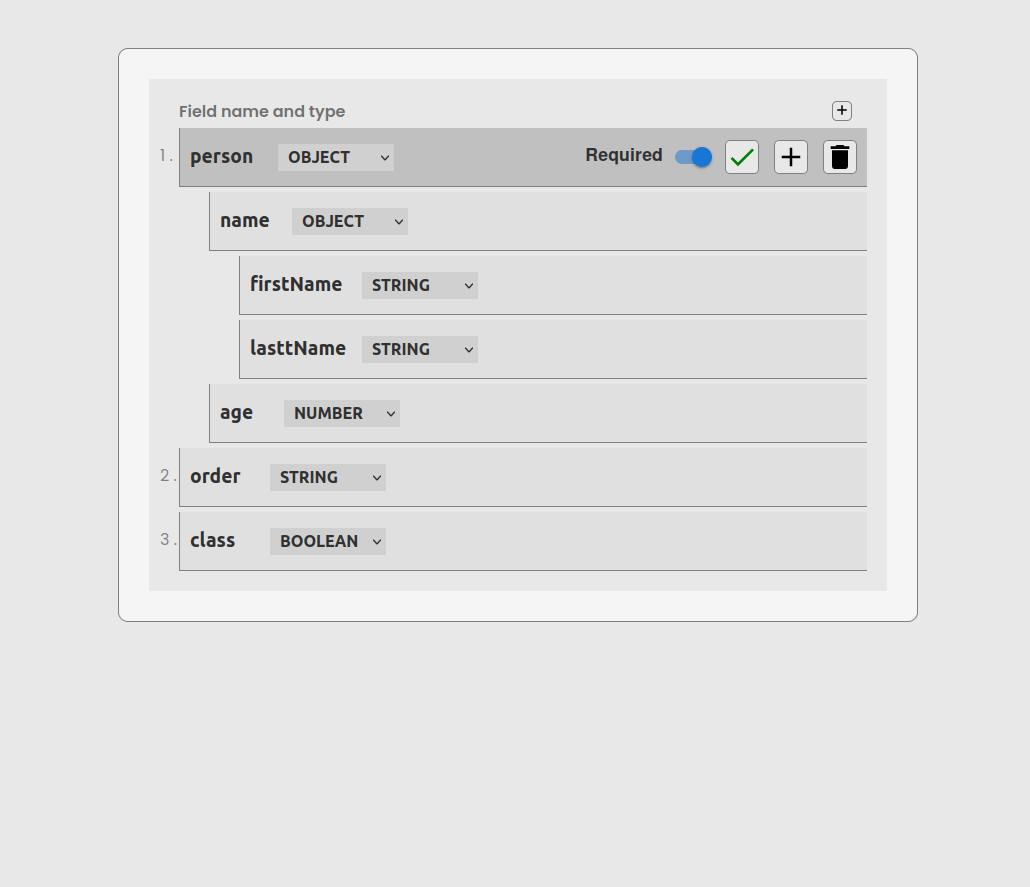 Field name and type
1. person OBJECT Required
name OBJECT
firstName STRING
lasttName STRING
age NUMBER
2. order STRING
3. class BOOLEAN